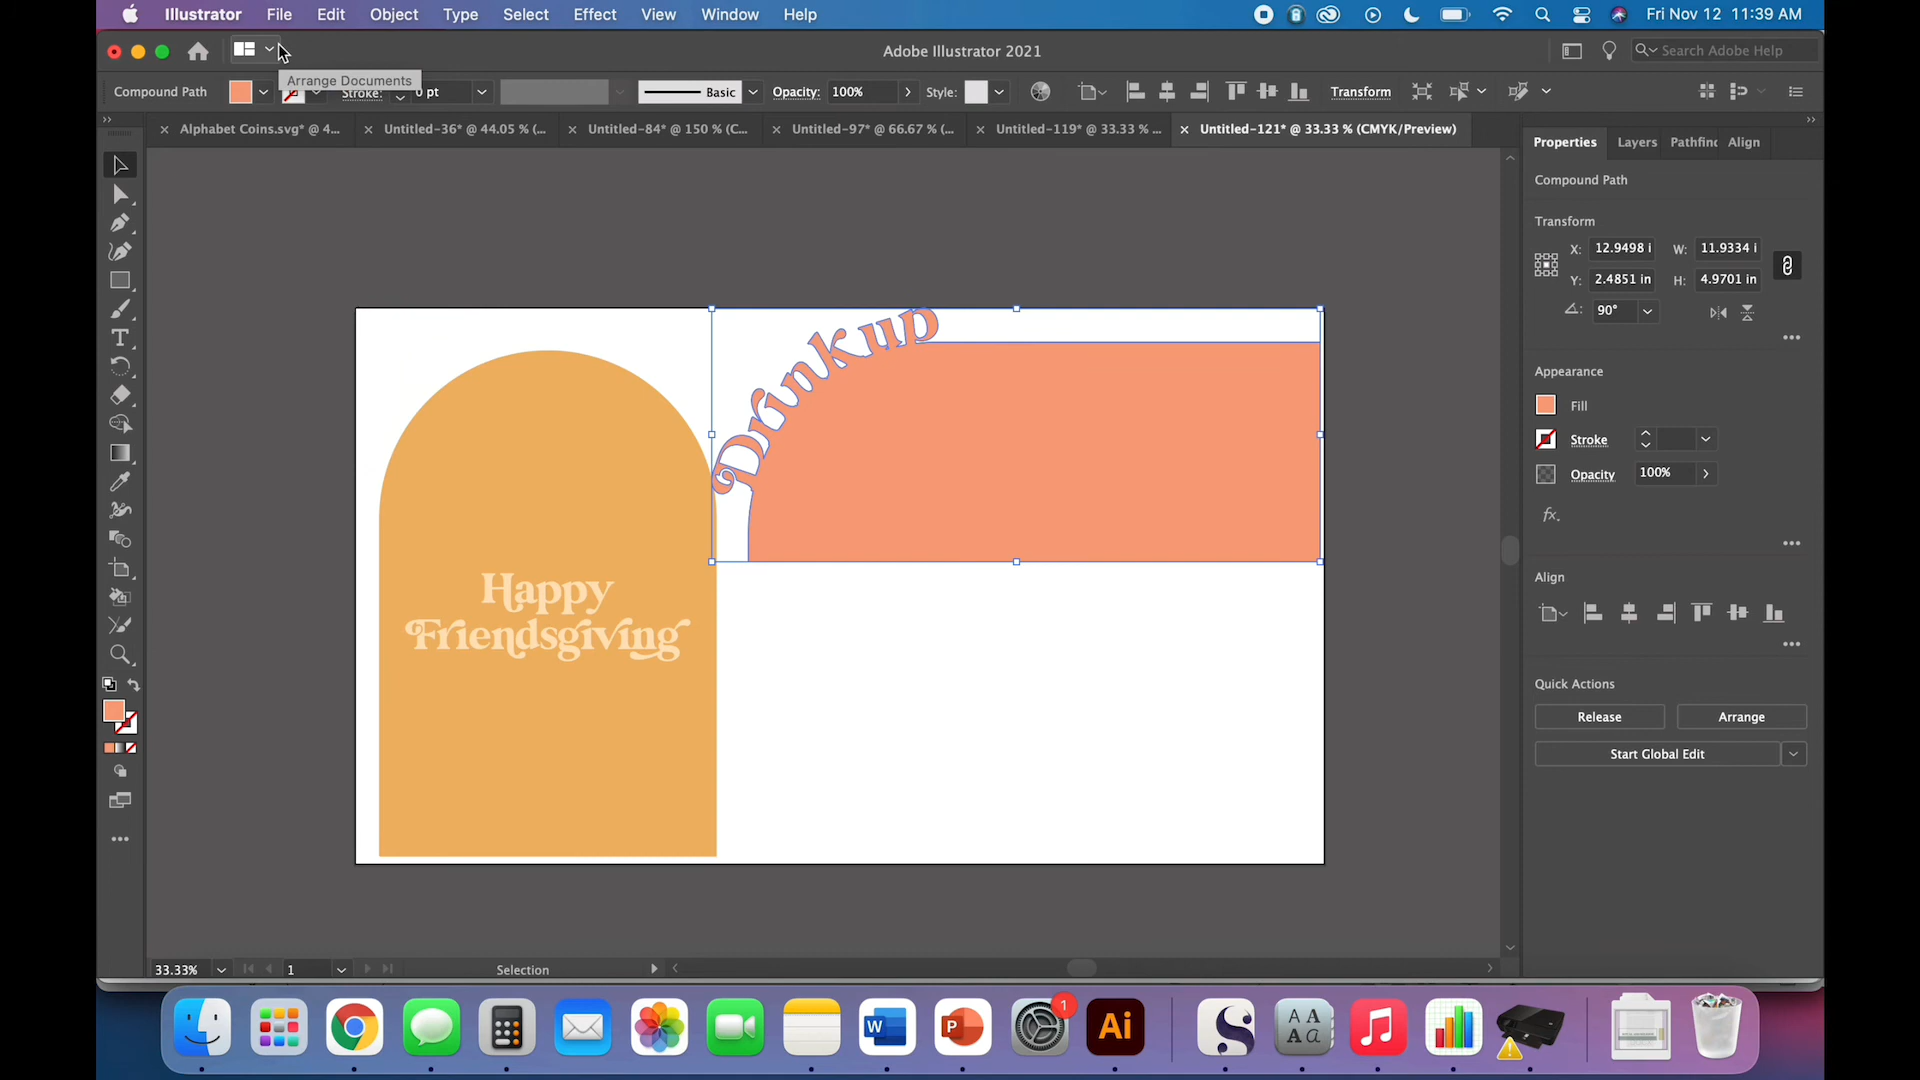 Illustrator File Edit Object Type Select Effect View Window Help Fri Nov 12 11:39 AM
Adobe Illustrator 2021
Search Adobe Help
Arrange Documents
Compound Path Stroke: 0 pt Basic Opacity: 100% Style: Transform
Alphabet Coins.svg* @ 4... Untitled-36* @ 44.05 % (... Untitled-84* @ 150 % (C... Untitled-97* @ 66.67 % (... Untitled-119* @ 33.33 % ... Untitled-121* @ 33.33 % (CMYK/Preview)
Properties Layers Pathfinc Align
Compound Path
Transform
X: 12.9498 i W: 11.9334 i
Y: 2.4851 in H: 4.9701 in
90°
Appearance
Fill
Stroke
Opacity 100%
fx.
Align
Quick Actions
Release Arrange
Start Global Edit
Drink up
Happy
Friendsgiving
33.33% 1 Selection
1
W P Ai
A A
A a